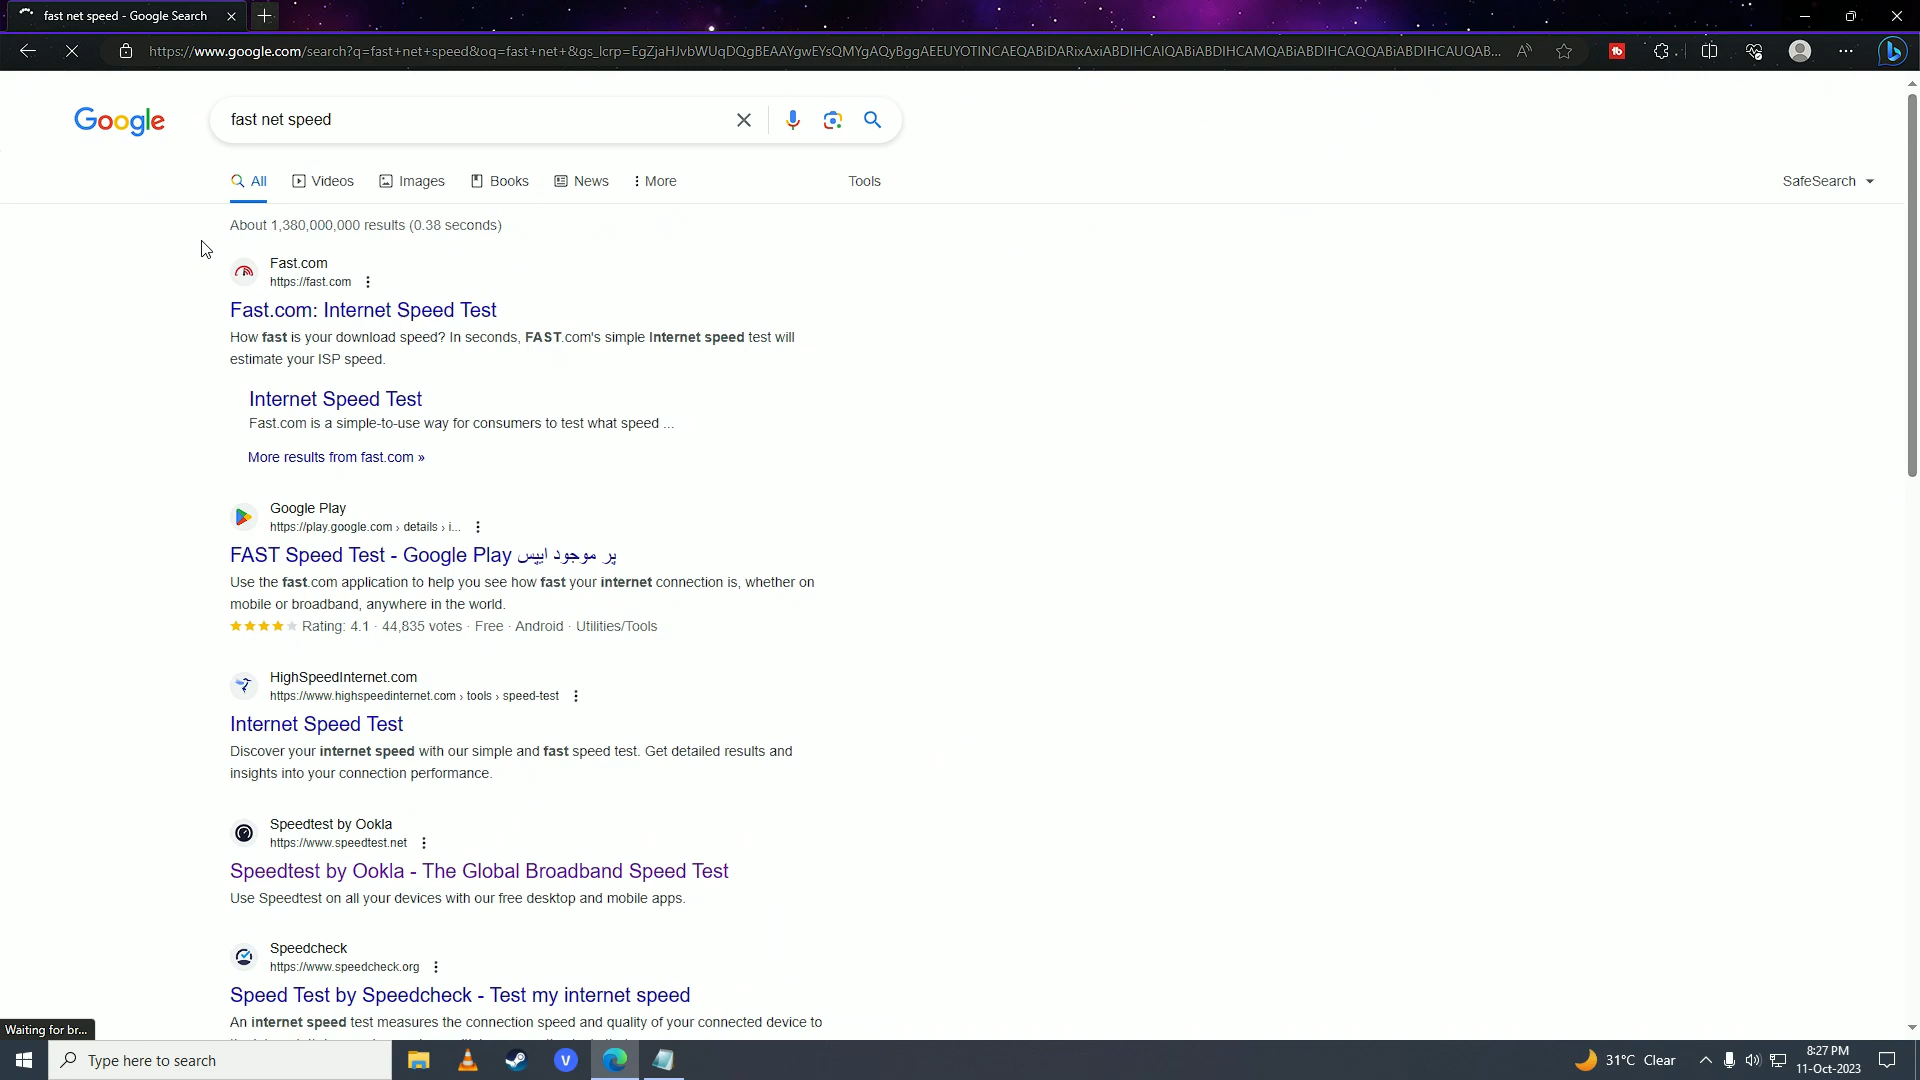 fast net speed - Google Search
https://www.google.com/search?q=fast+net+speed&oq=fast+net+&gs_lcrp=EgZjaHJvbWUqDQgBEAAYgwEYsQMYgAQyBggAEEUYOTINCAEQABiDARixAxiABDIHCAIQABiABDIHCAMQABiABDIHCAQQABiABDIHCAUQAB...
Google
fast net speed
All Videos Images Books News More Tools SafeSearch
About 1,380,000,000 results (0.38 seconds)
Fast.com
https://fast.com
Fast.com: Internet Speed Test
How fast is your download speed? In seconds, FAST.com's simple Internet speed test will
estimate your ISP speed.
Internet Speed Test
Fast.com is a simple-to-use way for consumers to test what speed ...
More results from fast.com »
Google Play
https://play.google.com › details › i...
FAST Speed Test - Google Play پر موجود ایپس
Use the fast.com application to help you see how fast your internet connection is, whether on
mobile or broadband, anywhere in the world.
Rating: 4.1 · 44,835 votes · Free · Android · Utilities/Tools
HighSpeedInternet.com
https://www.highspeedinternet.com › tools › speed-test
Internet Speed Test
Discover your internet speed with our simple and fast speed test. Get detailed results and
insights into your connection performance.
Speedtest by Ookla
https://www.speedtest.net
Speedtest by Ookla - The Global Broadband Speed Test
Use Speedtest on all your devices with our free desktop and mobile apps.
Speedcheck
https://www.speedcheck.org
Speed Test by Speedcheck - Test my internet speed
An internet speed test measures the connection speed and quality of your connected device to
Waiting for br...
Type here to search
31°C Clear
8:27 PM
11-Oct-2023